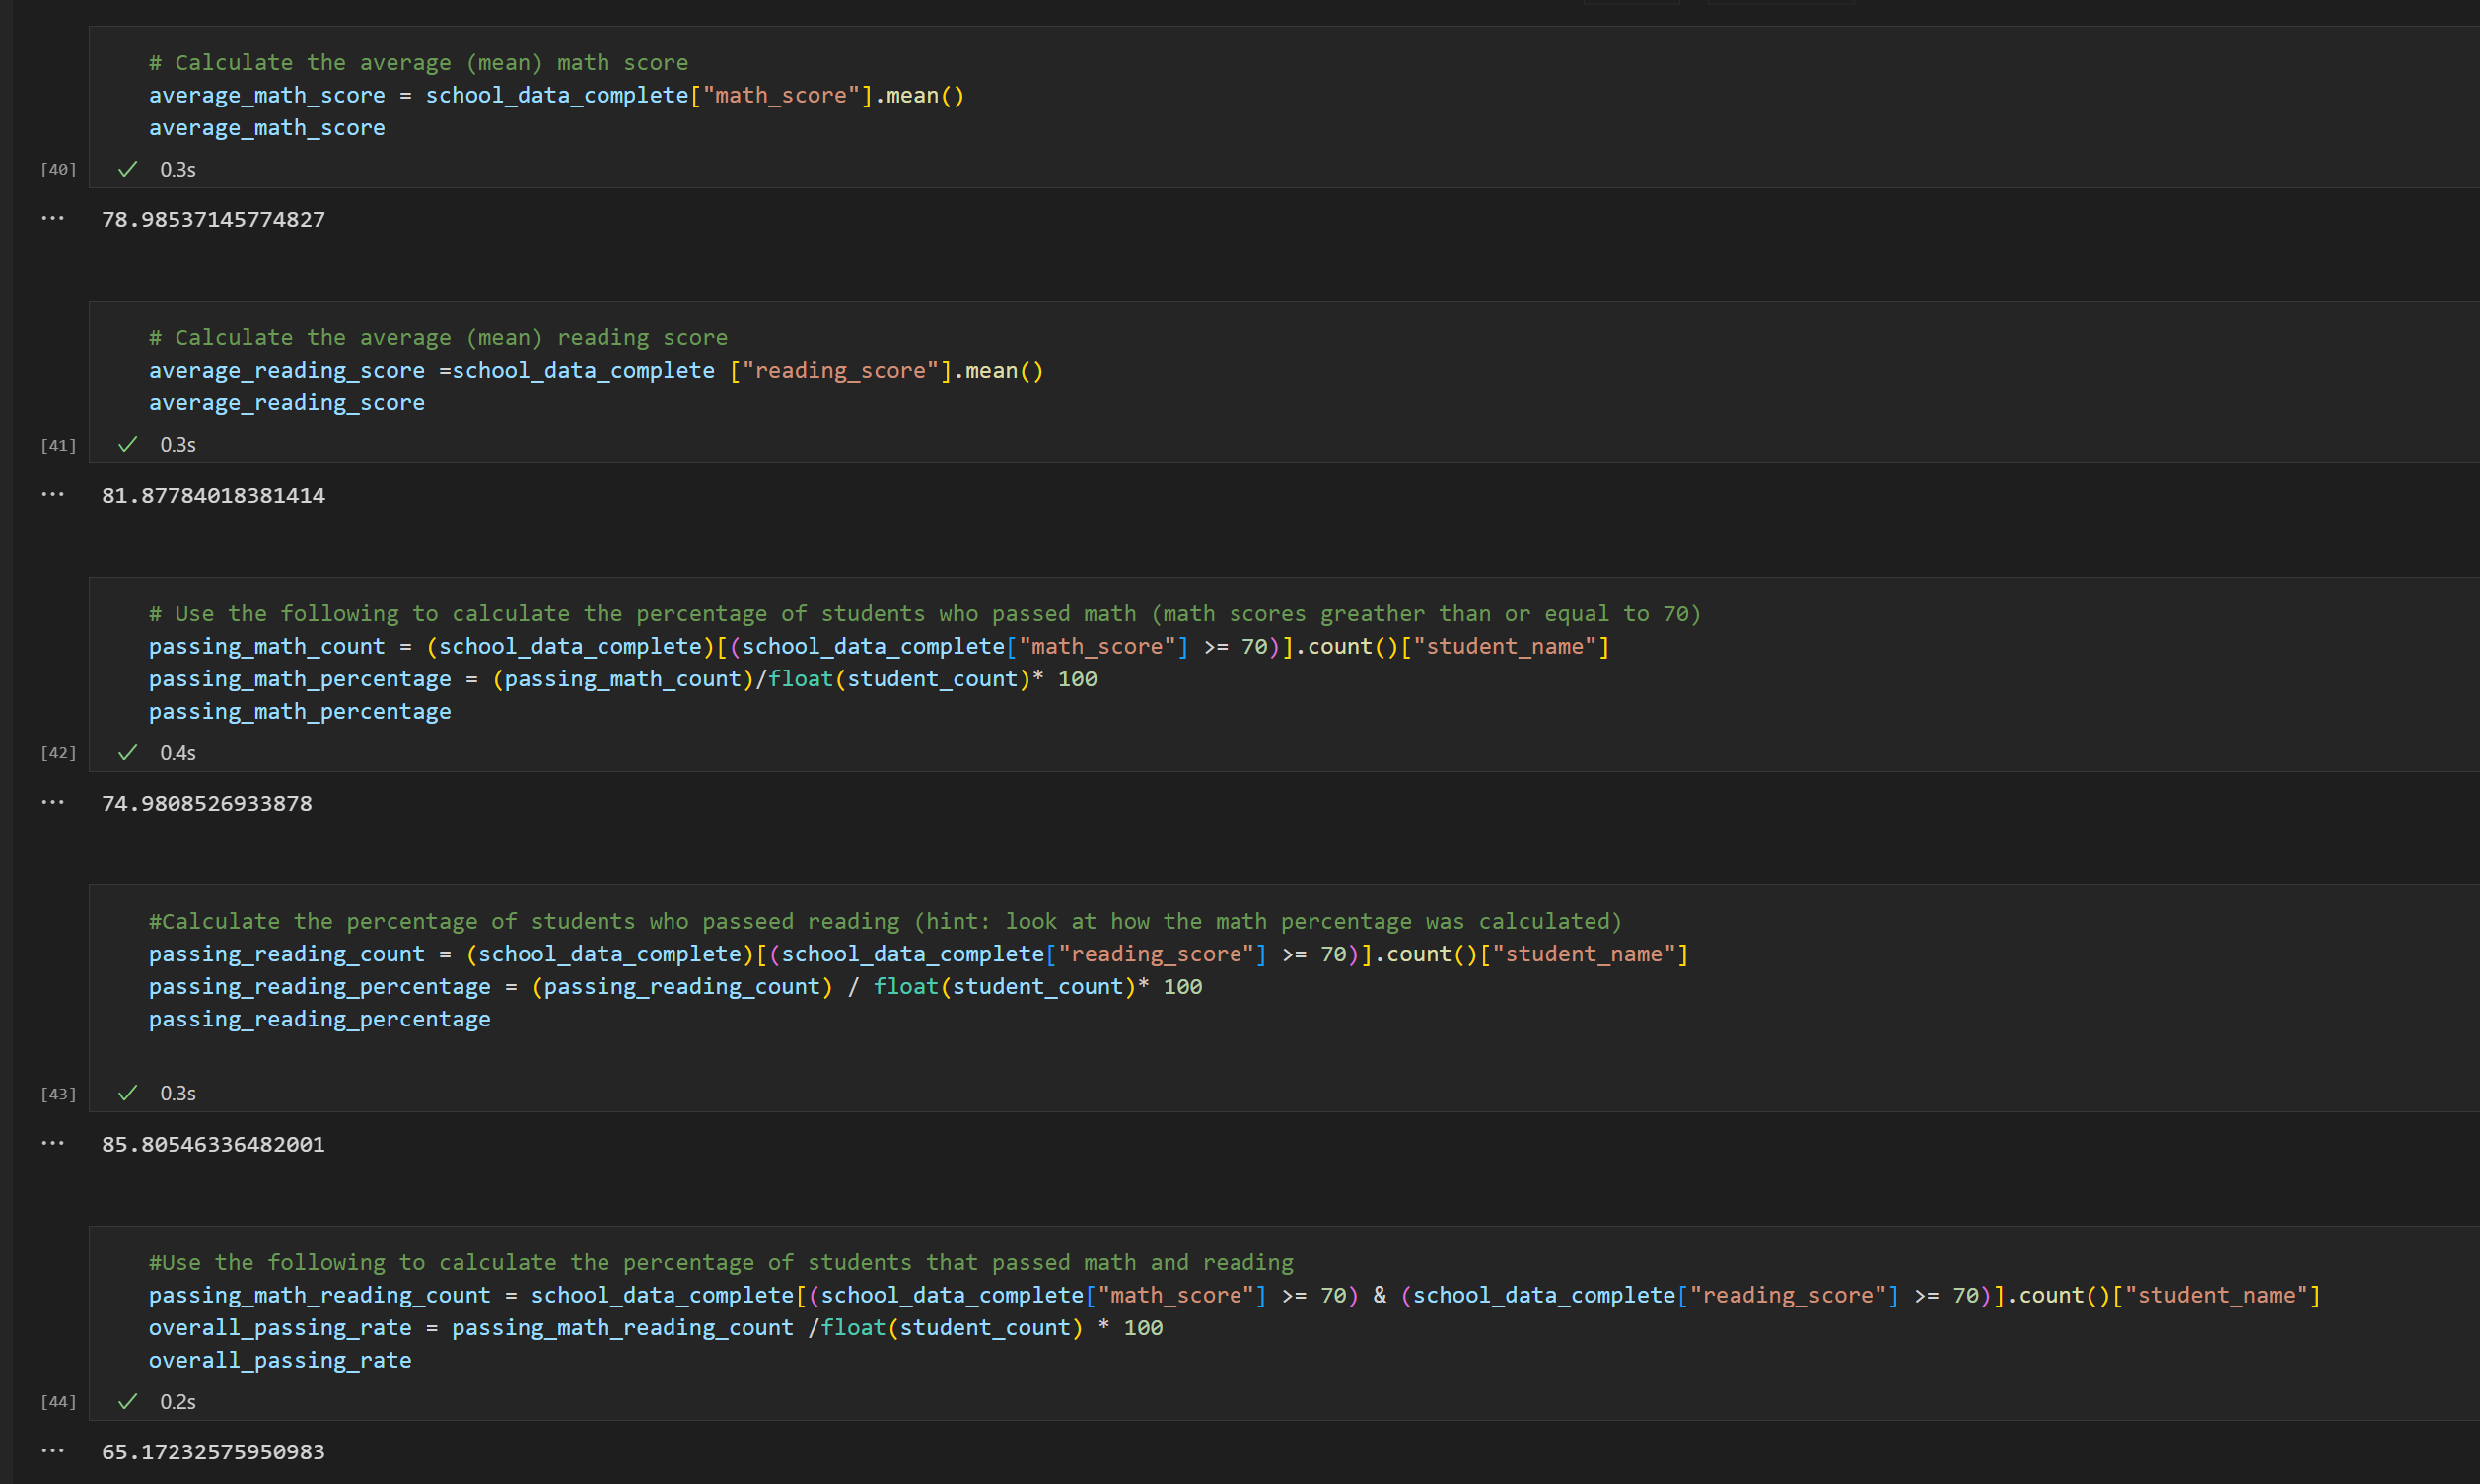 # Calculate the average (mean) math score
average_math_score = school_data_complete["math_score"].mean()
average_math_score
[40] ✓ 0.3s
... 78.98537145774827
# Calculate the average (mean) reading score
average_reading_score =school_data_complete ["reading_score"].mean()
average_reading_score
[41] ✓ 0.3s
... 81.87784018381414
# Use the following to calculate the percentage of students who passed math (math scores greather than or equal to 70)
passing_math_count = (school_data_complete)[(school_data_complete["math_score"] >= 70)].count()["student_name"]
passing_math_percentage = (passing_math_count)/float(student_count)* 100
passing_math_percentage
[42] ✓ 0.4s
... 74.9808526933878
#Calculate the percentage of students who passeed reading (hint: look at how the math percentage was calculated)
passing_reading_count = (school_data_complete)[(school_data_complete["reading_score"] >= 70)].count()["student_name"]
passing_reading_percentage = (passing_reading_count) / float(student_count)* 100
passing_reading_percentage
[43] ✓ 0.3s
... 85.80546336482001
#Use the following to calculate the percentage of students that passed math and reading
passing_math_reading_count = school_data_complete[(school_data_complete["math_score"] >= 70) & (school_data_complete["reading_score"] >= 70)].count()["student_name"]
overall_passing_rate = passing_math_reading_count /float(student_count) * 100
overall_passing_rate
[44] ✓ 0.2s
... 65.17232575950983